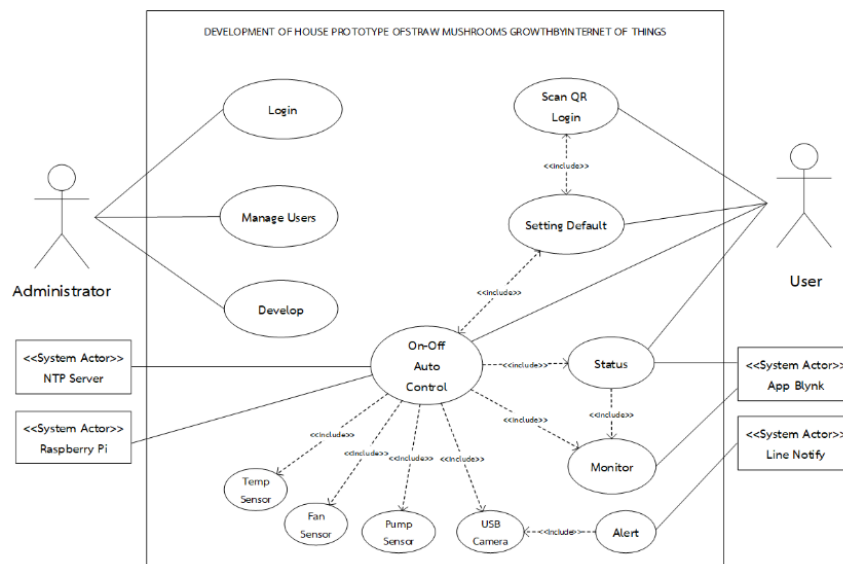 DEVELOPMENT OF HOUSE PROTOTYPE OFSTRAW MUSHROOMS GROWTHBYINTERNET OF THINGS
Scan QR
Login
Login
<<Include>>
Manage Users
Setting Default
Administrator
User
<<Include>>
Develop
<<System Actor>>
NTP Server
On-Off
Auto
Control
<<Include>>
Status
<<System Actor>>
App Blynk
<<System Actor>>
Raspberry Pi
<<Include>>
<<Include>>
<<Include>>
<<Include>>
<<Include>>
<<Include>>
Monitor
<<System Actor>>
Line Notify
Temp
Sensor
Fan
Sensor
Pump
Sensor
USB
Camera
<<Include>>
Alert